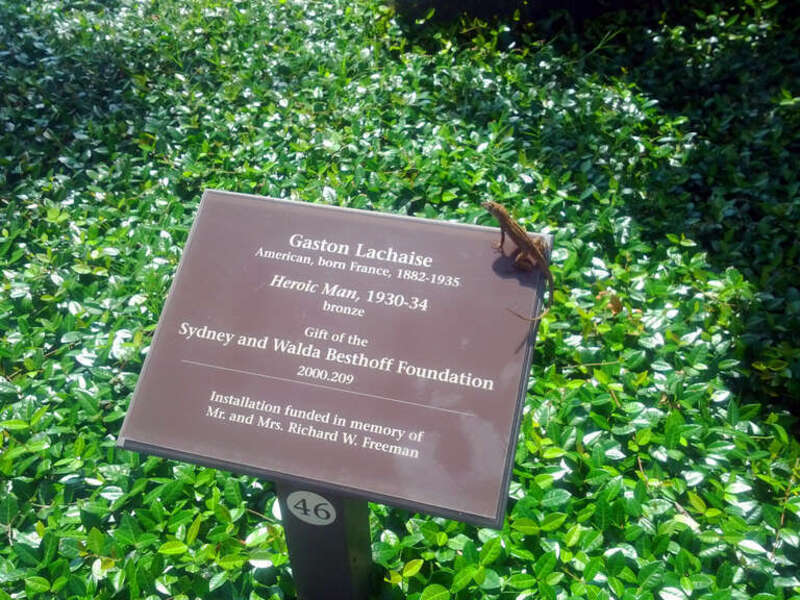 Gaston Lachaise
American, born France, 1882-1935
Heroic Man, 1930-34
bronze
Gift of the
Sydney and Walda Besthoff Foundation
2000.209
Installation funded in memory of
Mr. and Mrs. Richard W. Freeman
46